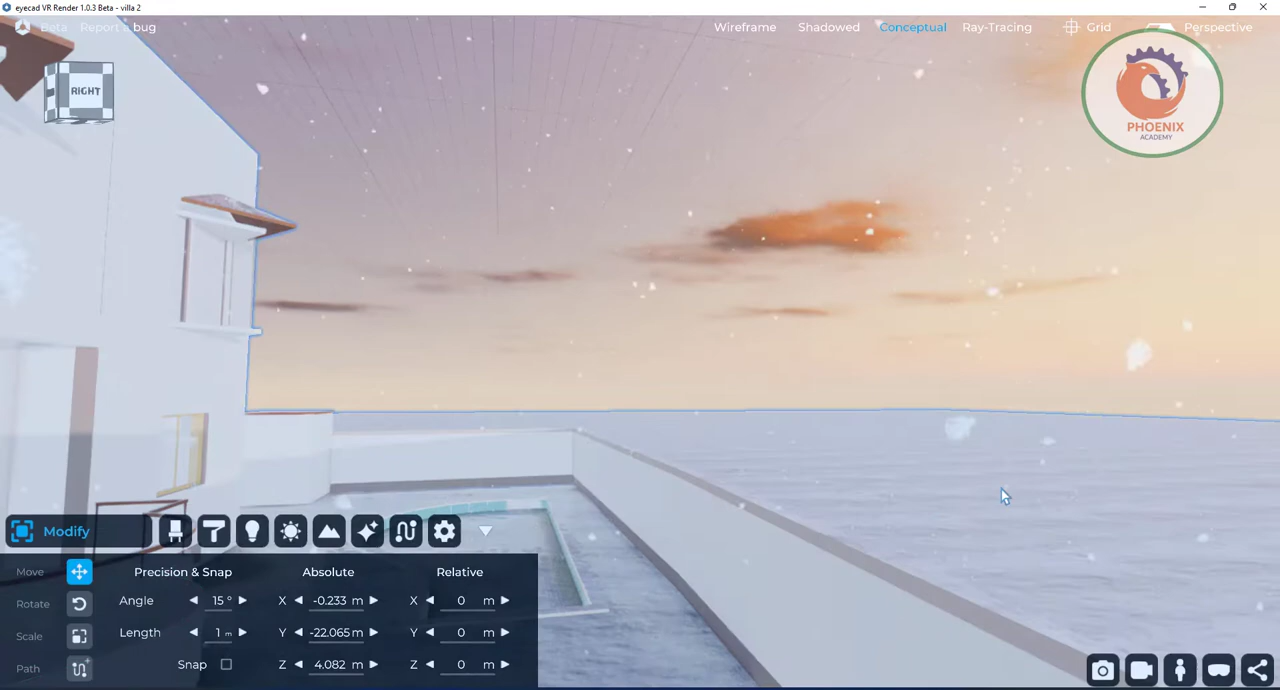 eyecad VR Render 1.0.3 Beta - villa 2
Beta Report a bug
Wireframe Shadowed Conceptual Ray-Tracing Grid Perspective
RIGHT
PHOENIX
ACADEMY
Modify
Move Precision & Snap Absolute Relative
Rotate Angle 15 ° X -0.233 m X 0 m
Scale Length 1 m Y -22.065 m Y 0 m
Path Snap Z 4.082 m Z 0 m